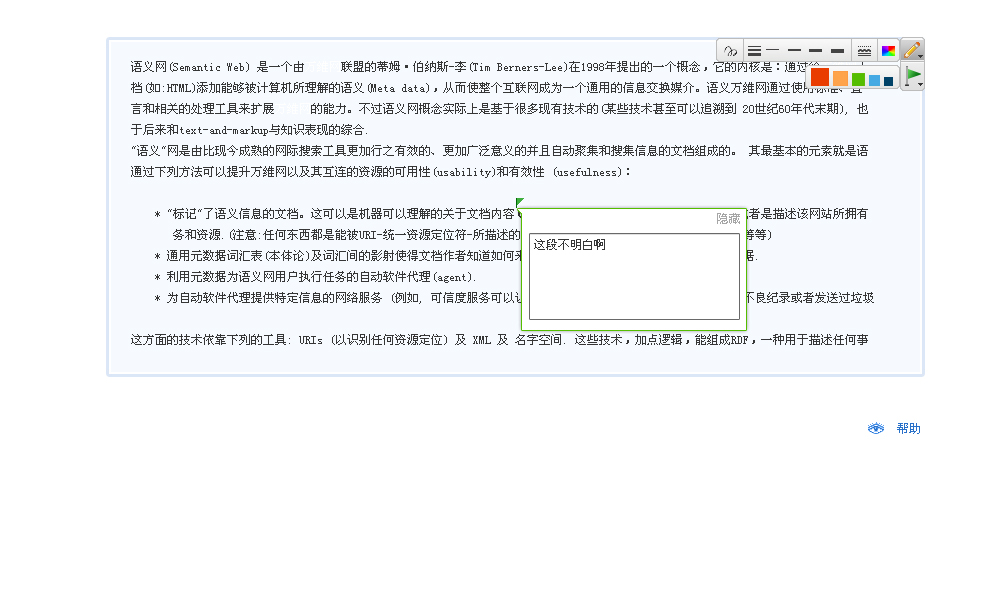 语义网(Semantic Web) 是一个由 联盟的蒂姆·伯纳斯-李(Tim Berners-Lee)在1998年提出的一个概念，它的内核是：通过
档(如:HTML)添加能够被计算机所理解的语义(Meta data)，从而使整个互联网成为一个通用的信息交换媒介。语义万维网通过使用标准、置
言和相关的处理工具来扩展 的能力。不过语义网概念实际上是基于很多现有技术的(某些技术甚至可以追溯到 20世纪60年代末期)，也
于后来和text-and-markup与知识表现的综合.
“语义”网是由比现今成熟的网际搜索工具更加行之有效的、更加广泛意义的并且自动聚集和搜集信息的文档组成的。 其最基本的元素就是语
通过下列方法可以提升万维网以及其互连的资源的可用性(usability)和有效性 (usefulness)：
* “标记”了语义信息的文档。这可以是机器可以理解的关于文档内容 者是描述该网站所拥有
隐藏
务和资源.(注意:任何东西都是能被URI-统一资源定位符-所描述的 等等)
这段不明白啊
* 通用元数据词汇表(本体论)及词汇间的影射使得文档作者知道如何 据.
* 利用元数据为语义网用户执行任务的自动软件代理(agent).
* 为自动软件代理提供特定信息的网络服务 (例如, 可信度服务可以 不良纪录或者发送过垃圾
这方面的技术依靠下列的工具: URIs (以识别任何资源定位) 及 XML 及 名字空间. 这些技术，加点逻辑，能组成RDF，一种用于描述任何事
帮助